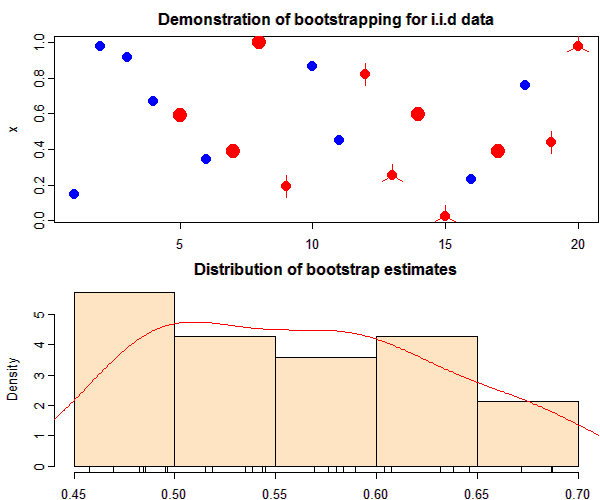 Demonstration of bootstrapping for i.i.d data
1.0
0.8
0.6
0.4
0.2
0.0
x
5 10 15 20
Distribution of bootstrap estimates
5
4
3
2
1
0
Density
0.45 0.50 0.55 0.60 0.65 0.70